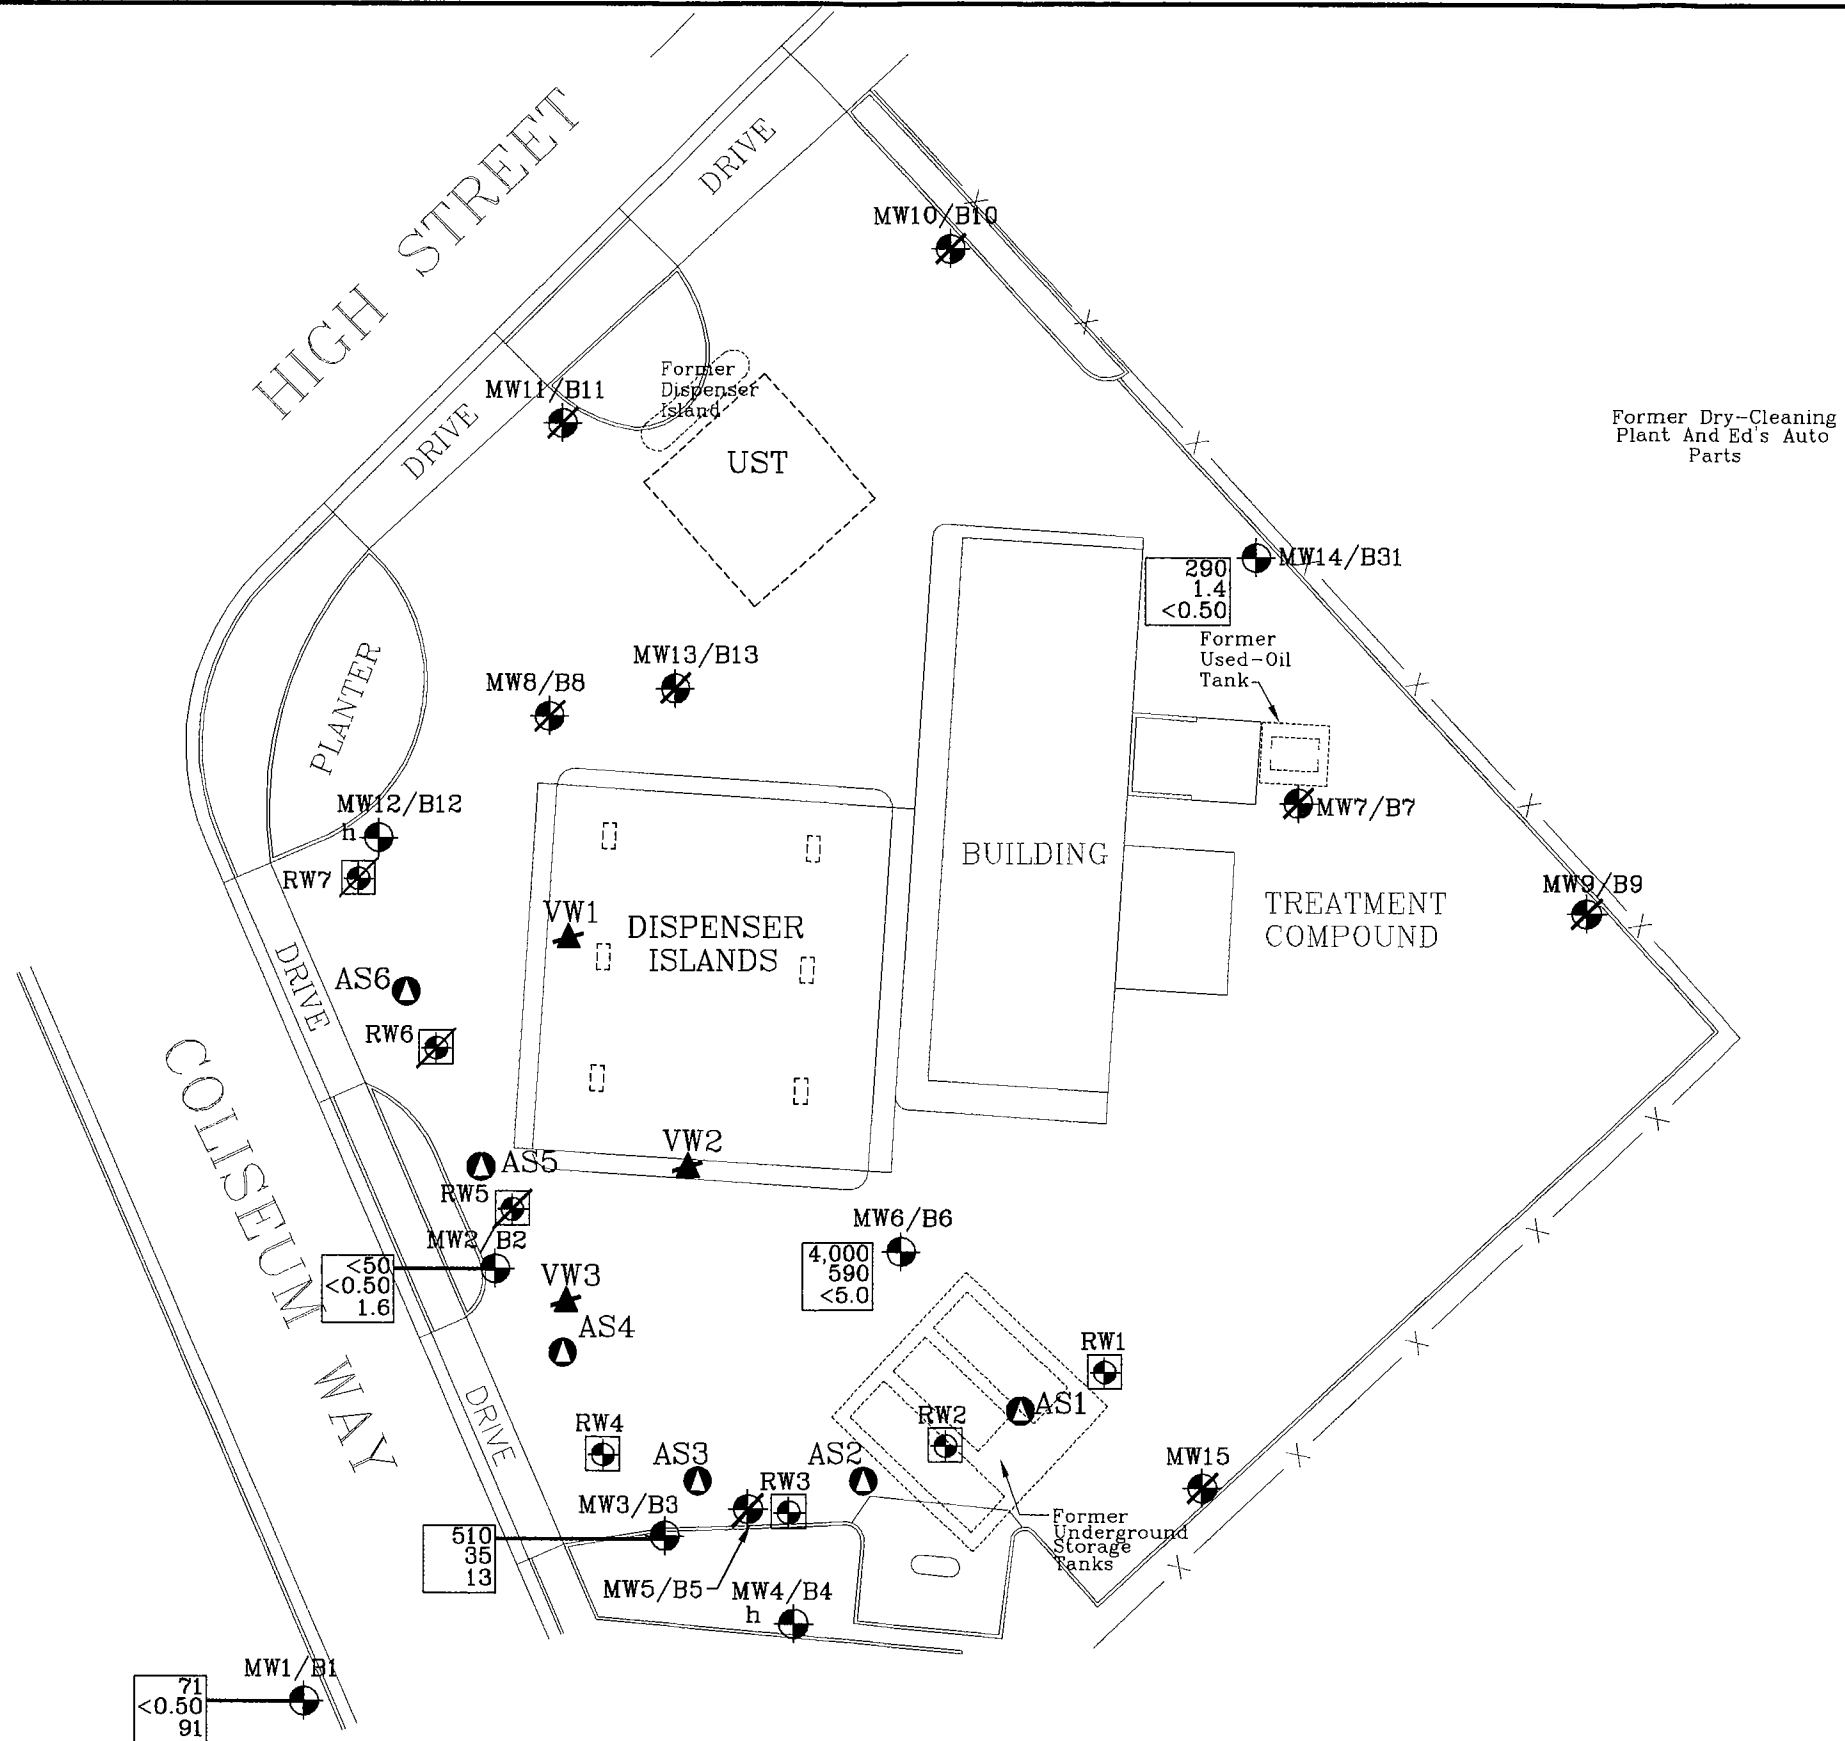 HIGH STREET
DRIVE
MW10/B10
MW11/B11
DRIVE
Former
Dispenser
Island
UST
Former Dry-Cleaning
Plant And Ed's Auto
Parts
MW14/B31
290
1.4
<0.50
Former
Used-Oil
Tank
MW13/B13
MW8/B8
PLANTER
MW12/B12
h
RW7
MW7/B7
BUILDING
MW9/B9
TREATMENT
COMPOUND
VW1
DISPENSER
ISLANDS
DRIVE
AS6
RW6
COLISEUM WAY
VW2
AS5
RW5
MW2/B2
<50
<0.50
1.6
VW3
AS4
MW6/B6
4,000
590
<5.0
RW1
AS1
RW2
DRIVE
RW4
AS3
AS2
RW3
MW15
MW3/B3
510
35
13
Former
Underground
Storage
Tanks
MW5/B5
MW4/B4
h
MW1/B1
71
<0.50
91